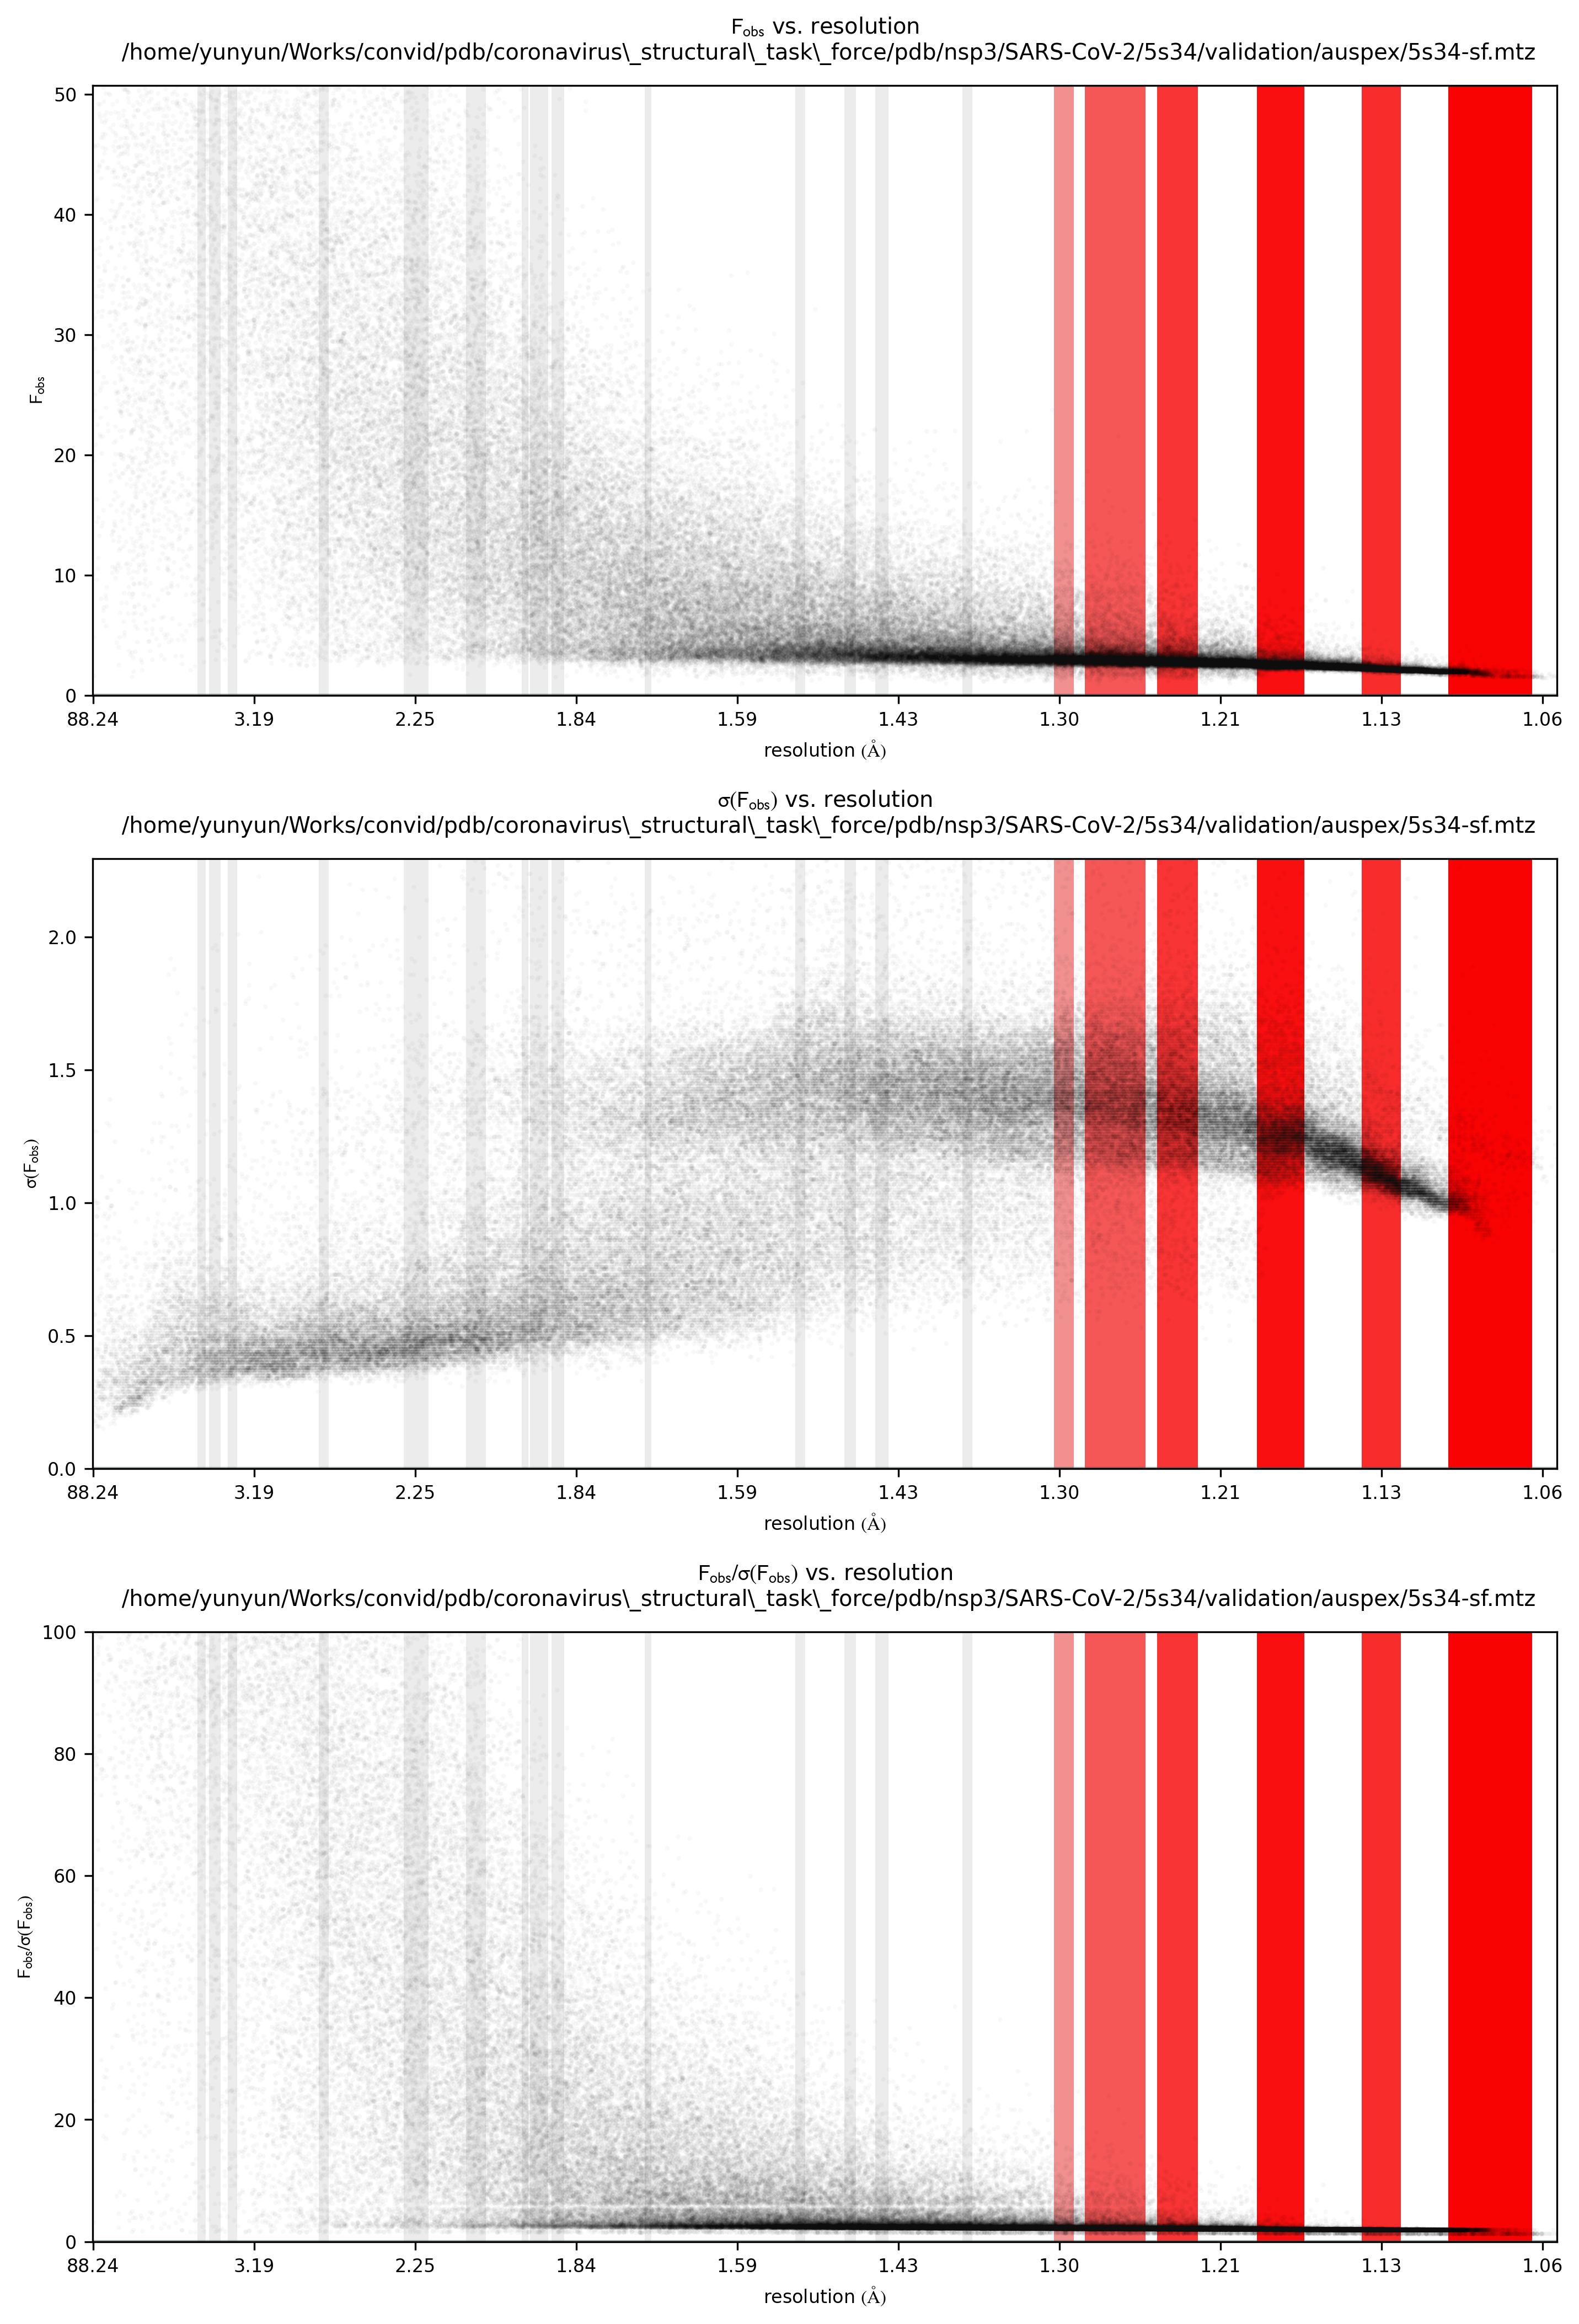 Fobs vs. resolution
/home/yunyun/Works/convid/pdb/coronavirus\_structural\_task\_force/pdb/nsp3/SARS-CoV-2/5s34/validation/auspex/5s34-sf.mtz
50
40
30
20
10
0
Fobs
88.24 3.19 2.25 1.84 1.59 1.43 1.30 1.21 1.13 1.06
resolution (Å)
σ(Fobs) vs. resolution
/home/yunyun/Works/convid/pdb/coronavirus\_structural\_task\_force/pdb/nsp3/SARS-CoV-2/5s34/validation/auspex/5s34-sf.mtz
2.0
1.5
1.0
0.5
0.0
σ(Fobs)
88.24 3.19 2.25 1.84 1.59 1.43 1.30 1.21 1.13 1.06
resolution (Å)
Fobs/σ(Fobs) vs. resolution
/home/yunyun/Works/convid/pdb/coronavirus\_structural\_task\_force/pdb/nsp3/SARS-CoV-2/5s34/validation/auspex/5s34-sf.mtz
100
80
60
40
20
0
Fobs/σ(Fobs)
88.24 3.19 2.25 1.84 1.59 1.43 1.30 1.21 1.13 1.06
resolution (Å)